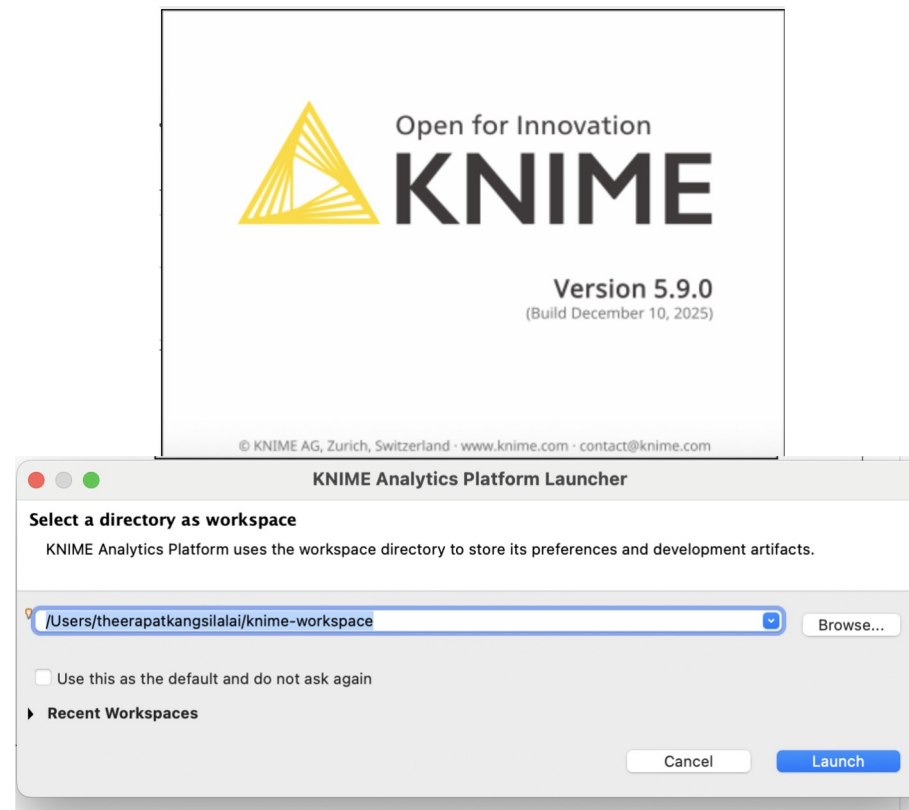 Open for Innovation
KNIME
Version 5.9.0
(Build December 10, 2025)
© KNIME AG, Zurich, Switzerland · www.knime.com · contact@knime.com
KNIME Analytics Platform Launcher
Select a directory as workspace
KNIME Analytics Platform uses the workspace directory to store its preferences and development artifacts.
/Users/theerapatkangsilalai/knime-workspace
Browse...
Use this as the default and do not ask again
Recent Workspaces
Cancel
Launch